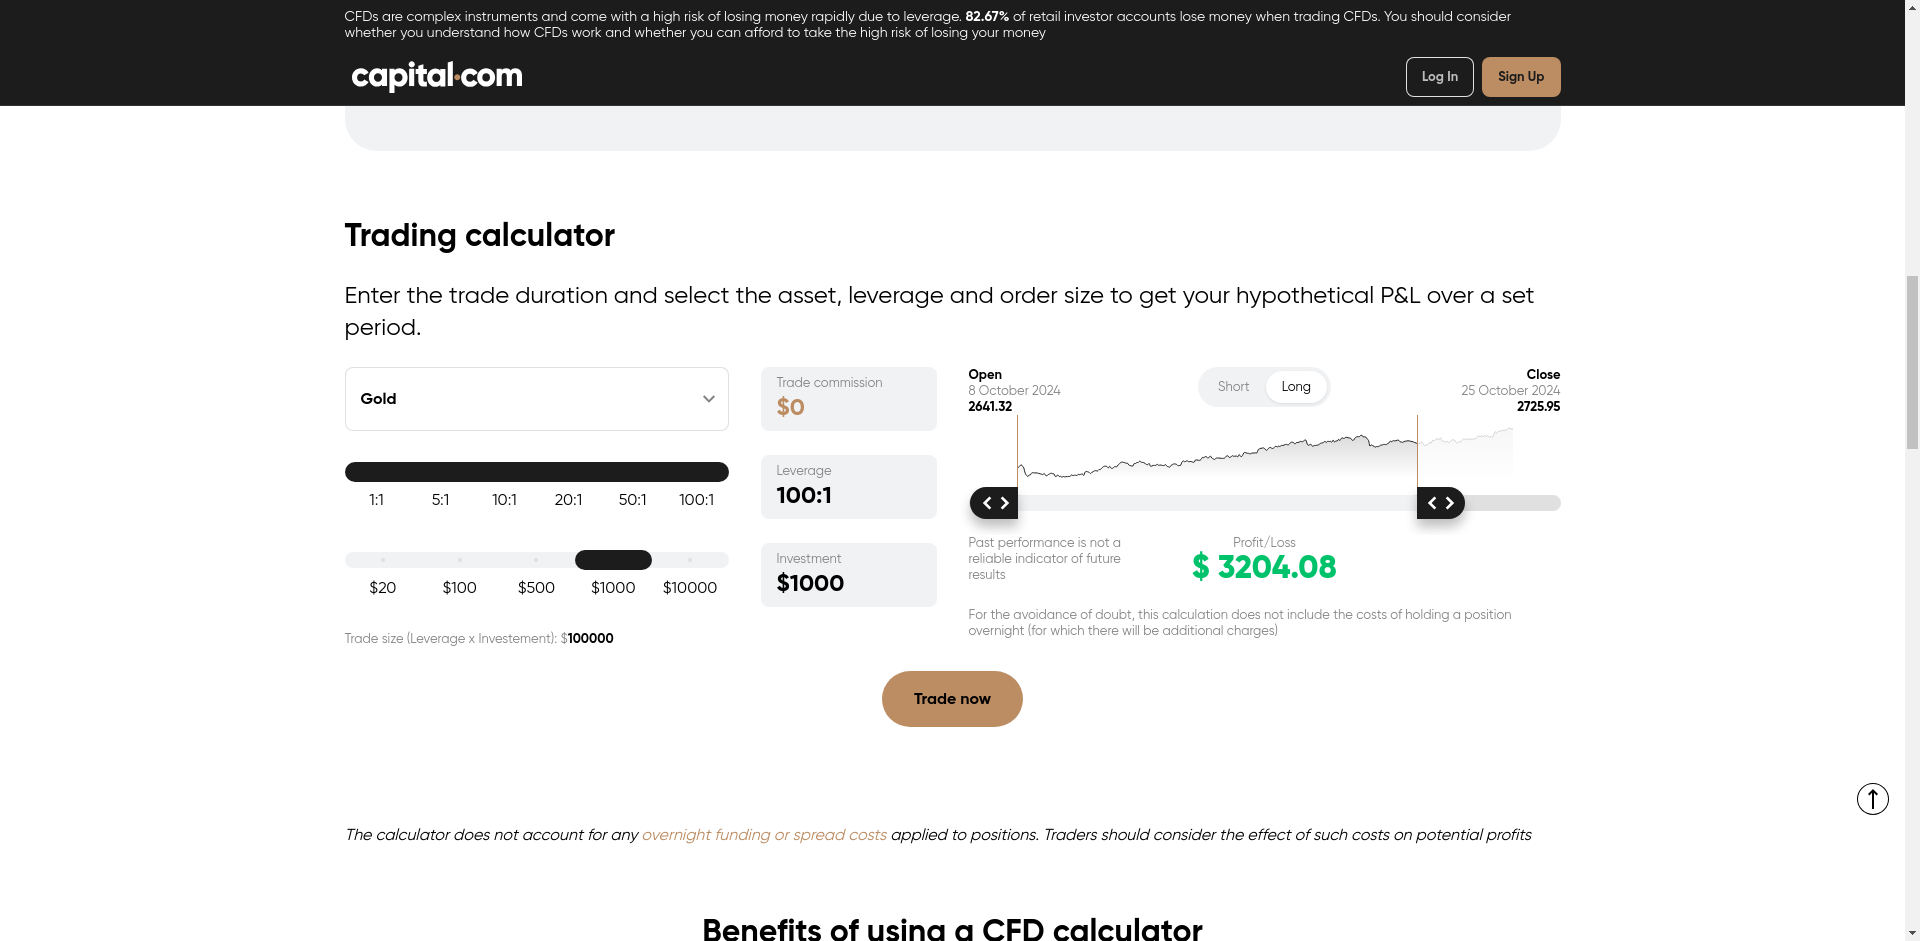 CFDs are complex instruments and come with a high risk of losing money rapidly due to leverage. 82.67% of retail investor accounts lose money when trading CFDs. You should consider
whether you understand how CFDs work and whether you can afford to take the high risk of losing your money
capital.com
Log In
Sign Up
Trading calculator
Enter the trade duration and select the asset, leverage and order size to get your hypothetical P&L over a set
period.
Gold
1:1 5:1 10:1 20:1 50:1 100:1
$20 $100 $500 $1000 $10000
Trade size (Leverage x Investement): $100000
Trade commission
$0
Leverage
100:1
Investment
$1000
Open
8 October 2024
2641.32
Short Long
Close
25 October 2024
2725.95
Past performance is not a
reliable indicator of future
results
Profit/Loss
$ 3204.08
For the avoidance of doubt, this calculation does not include the costs of holding a position
overnight (for which there will be additional charges)
Trade now
The calculator does not account for any overnight funding or spread costs applied to positions. Traders should consider the effect of such costs on potential profits
Benefits of using a CFD calculator